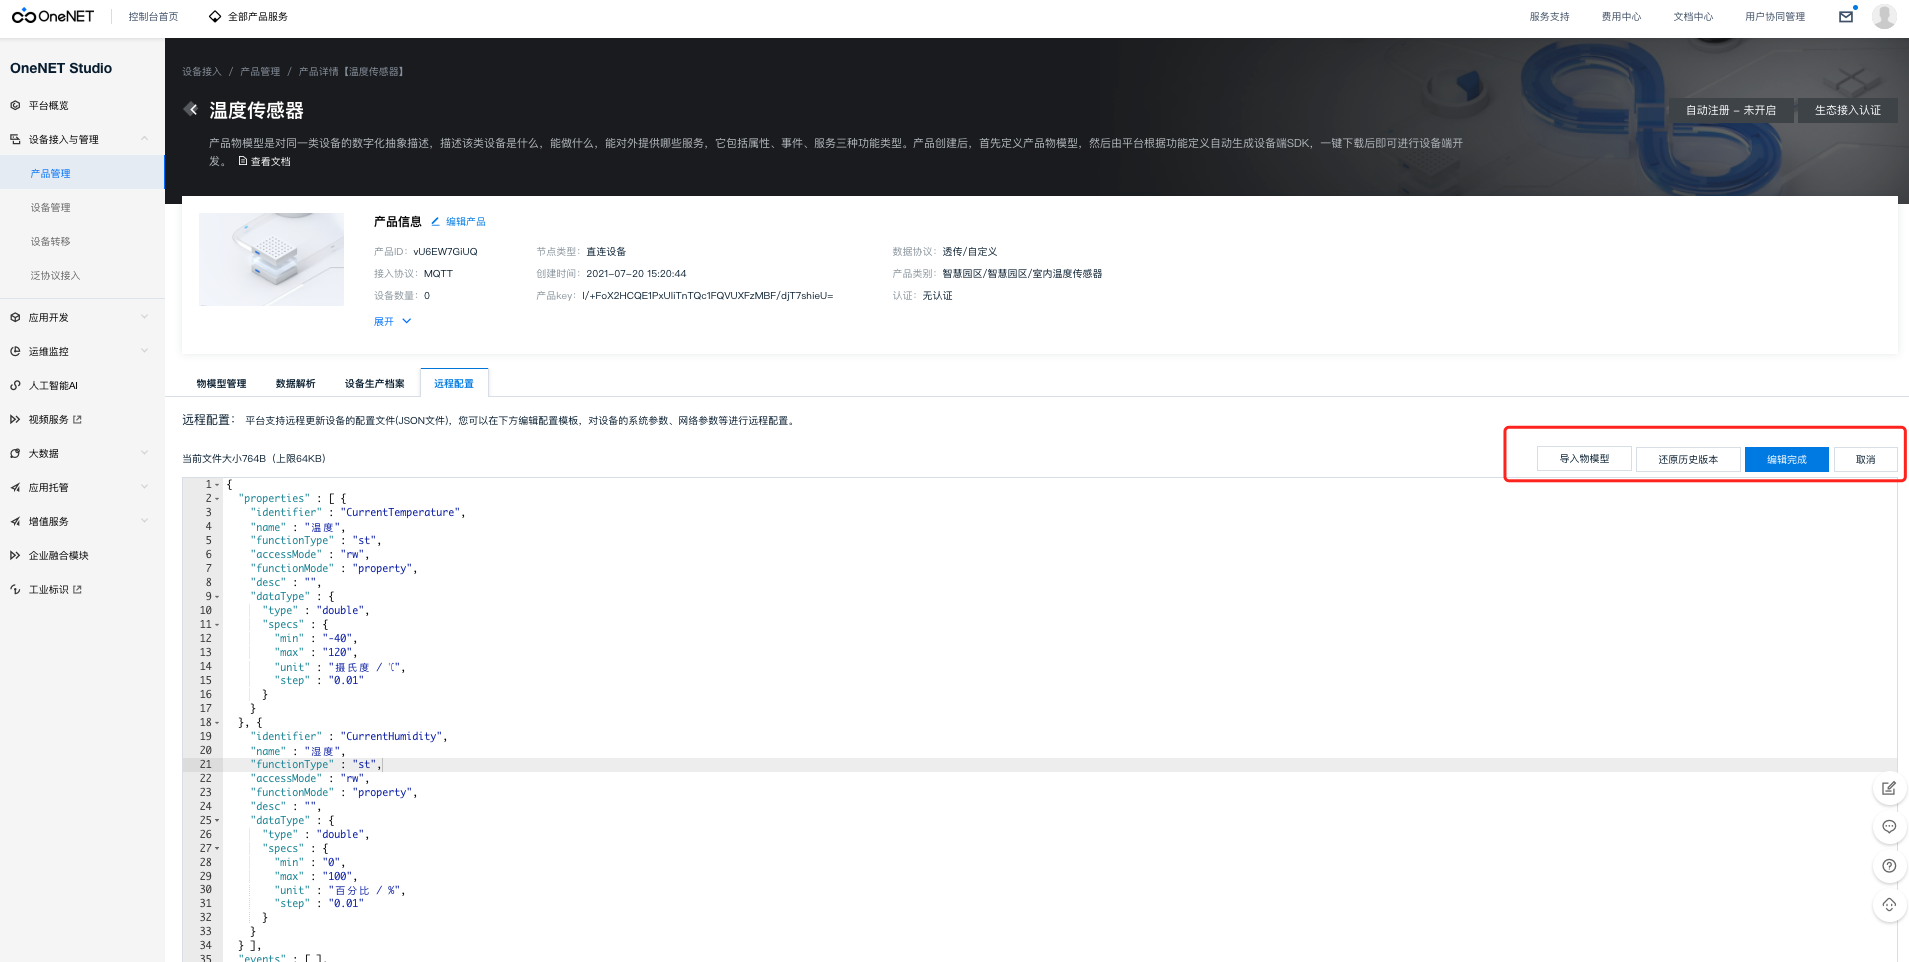 OneNET 控制台首页 全部产品服务 服务支持 费用中心 文档中心 用户协同管理
OneNET Studio
平台概览
设备接入与管理
产品管理
设备管理
设备转移
泛协议接入
应用开发
运维监控
人工智能AI
视频服务
大数据
应用托管
增值服务
企业融合模块
工业标识
设备接入 / 产品管理 / 产品详情【温度传感器】
温度传感器
自动注册 - 未开启 生态接入认证
产品物模型是对同一类设备的数字化抽象描述，描述该类设备是什么，能做什么，能对外提供哪些服务，它包括属性、事件、服务三种功能类型。产品创建后，首先定义产品物模型，然后由平台根据功能定义自动生成设备端SDK，一键下载后即可进行设备端开
发。 查看文档
产品信息 编辑产品
产品ID： vU6EW7GiUQ 节点类型： 直连设备 数据协议： 透传/自定义
接入协议： MQTT 创建时间： 2021-07-20 15:20:44 产品类别： 智慧园区/智慧园区/室内温度传感器
设备数量： 0 产品key： l/+FoX2HCQE1PxUIiTnTQc1FQVUXFzMBF/djT7shieU= 认证： 无认证
展开
物模型管理 数据解析 设备生产档案 远程配置
远程配置： 平台支持远程更新设备的配置文件(JSON文件)，您可以在下方编辑配置模板，对设备的系统参数、网络参数等进行远程配置。
当前文件大小764B（上限64KB） 导入物模型 还原历史版本 编辑完成 取消
1 {
2 "properties" : [ {
3 "identifier" : "CurrentTemperature",
4 "name" : "温度",
5 "functionType" : "st",
6 "accessMode" : "rw",
7 "functionMode" : "property",
8 "desc" : "",
9 "dataType" : {
10 "type" : "double",
11 "specs" : {
12 "min" : "-40",
13 "max" : "120",
14 "unit" : "摄氏度 / ℃",
15 "step" : "0.01"
16 }
17 }
18 }, {
19 "identifier" : "CurrentHumidity",
20 "name" : "湿度",
21 "functionType" : "st",
22 "accessMode" : "rw",
23 "functionMode" : "property",
24 "desc" : "",
25 "dataType" : {
26 "type" : "double",
27 "specs" : {
28 "min" : "0",
29 "max" : "100",
30 "unit" : "百分比 / %",
31 "step" : "0.01"
32 }
33 }
34 } ],
35 "events" : [ ],